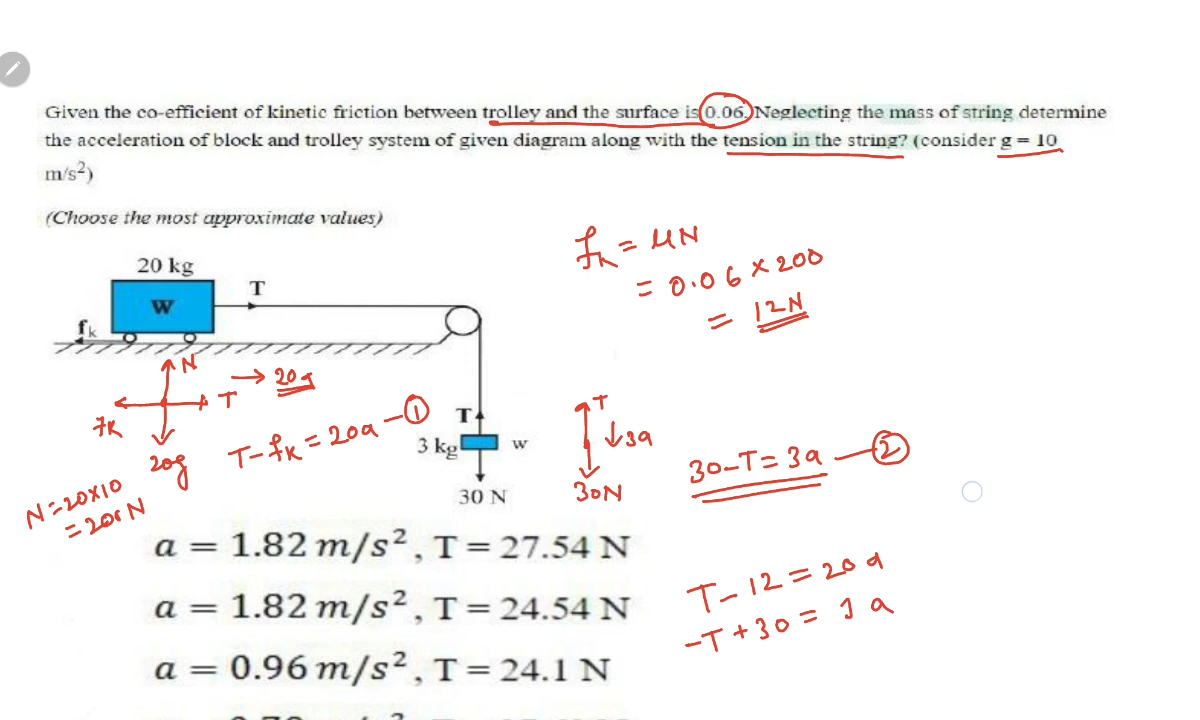 Given the co-efficient of kinetic friction between trolley and the surface is 0.06. Neglecting the mass of string determine
the acceleration of block and trolley system of given diagram along with the tension in the string? (consider g = 10
m/s²)
(Choose the most approximate values)
fₖ = μN
= 0.06 × 200
= 12N
20 kg
T
W
fₖ
N
T → 20a
fK
20g
T - fK = 20a - ①
N = 20×10
= 200N
T
3 kg
w
30 N
T
↓3a
30N
30-T = 3a - ②
a = 1.82 m/s², T = 27.54 N
a = 1.82 m/s², T = 24.54 N
a = 0.96 m/s², T = 24.1 N
T - 12 = 20a
-T + 30 = 3a